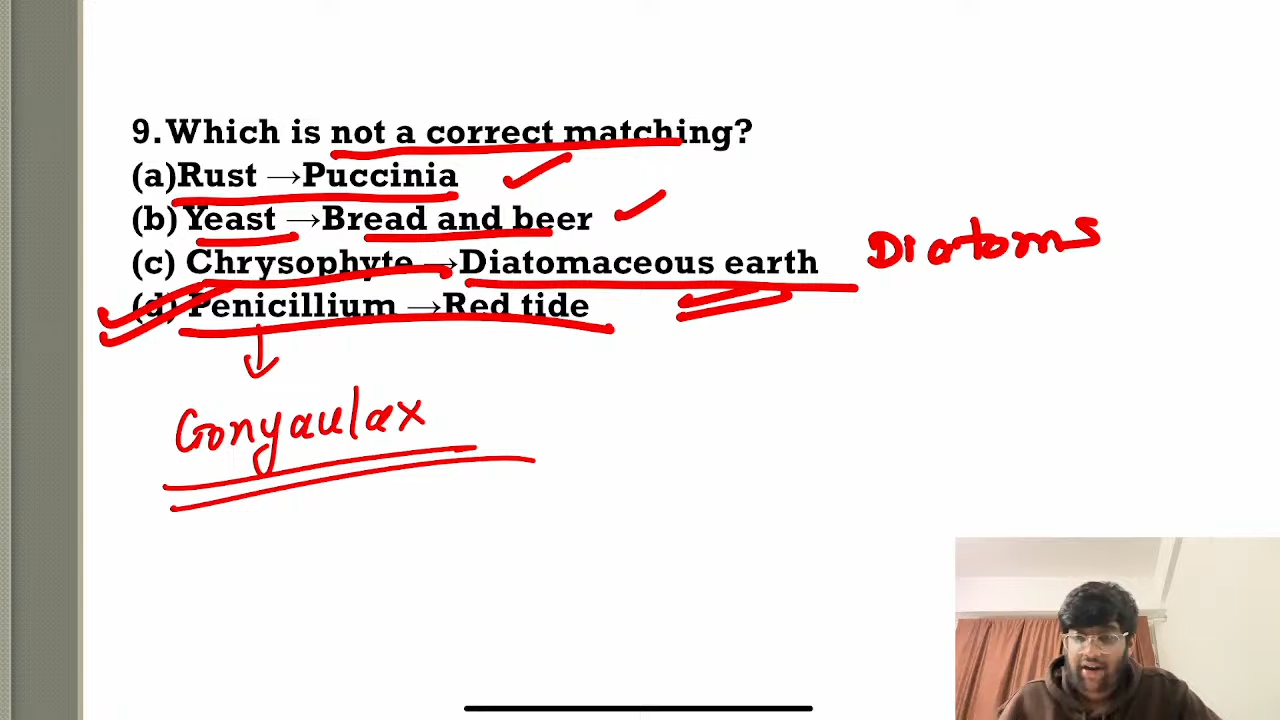 9. Which is not a correct matching?
(a)Rust →Puccinia
(b) Yeast →Bread and beer
(c) Chrysophyte →Diatomaceous earth
Diatoms
(d) Penicillium →Red tide
Gonyaulax